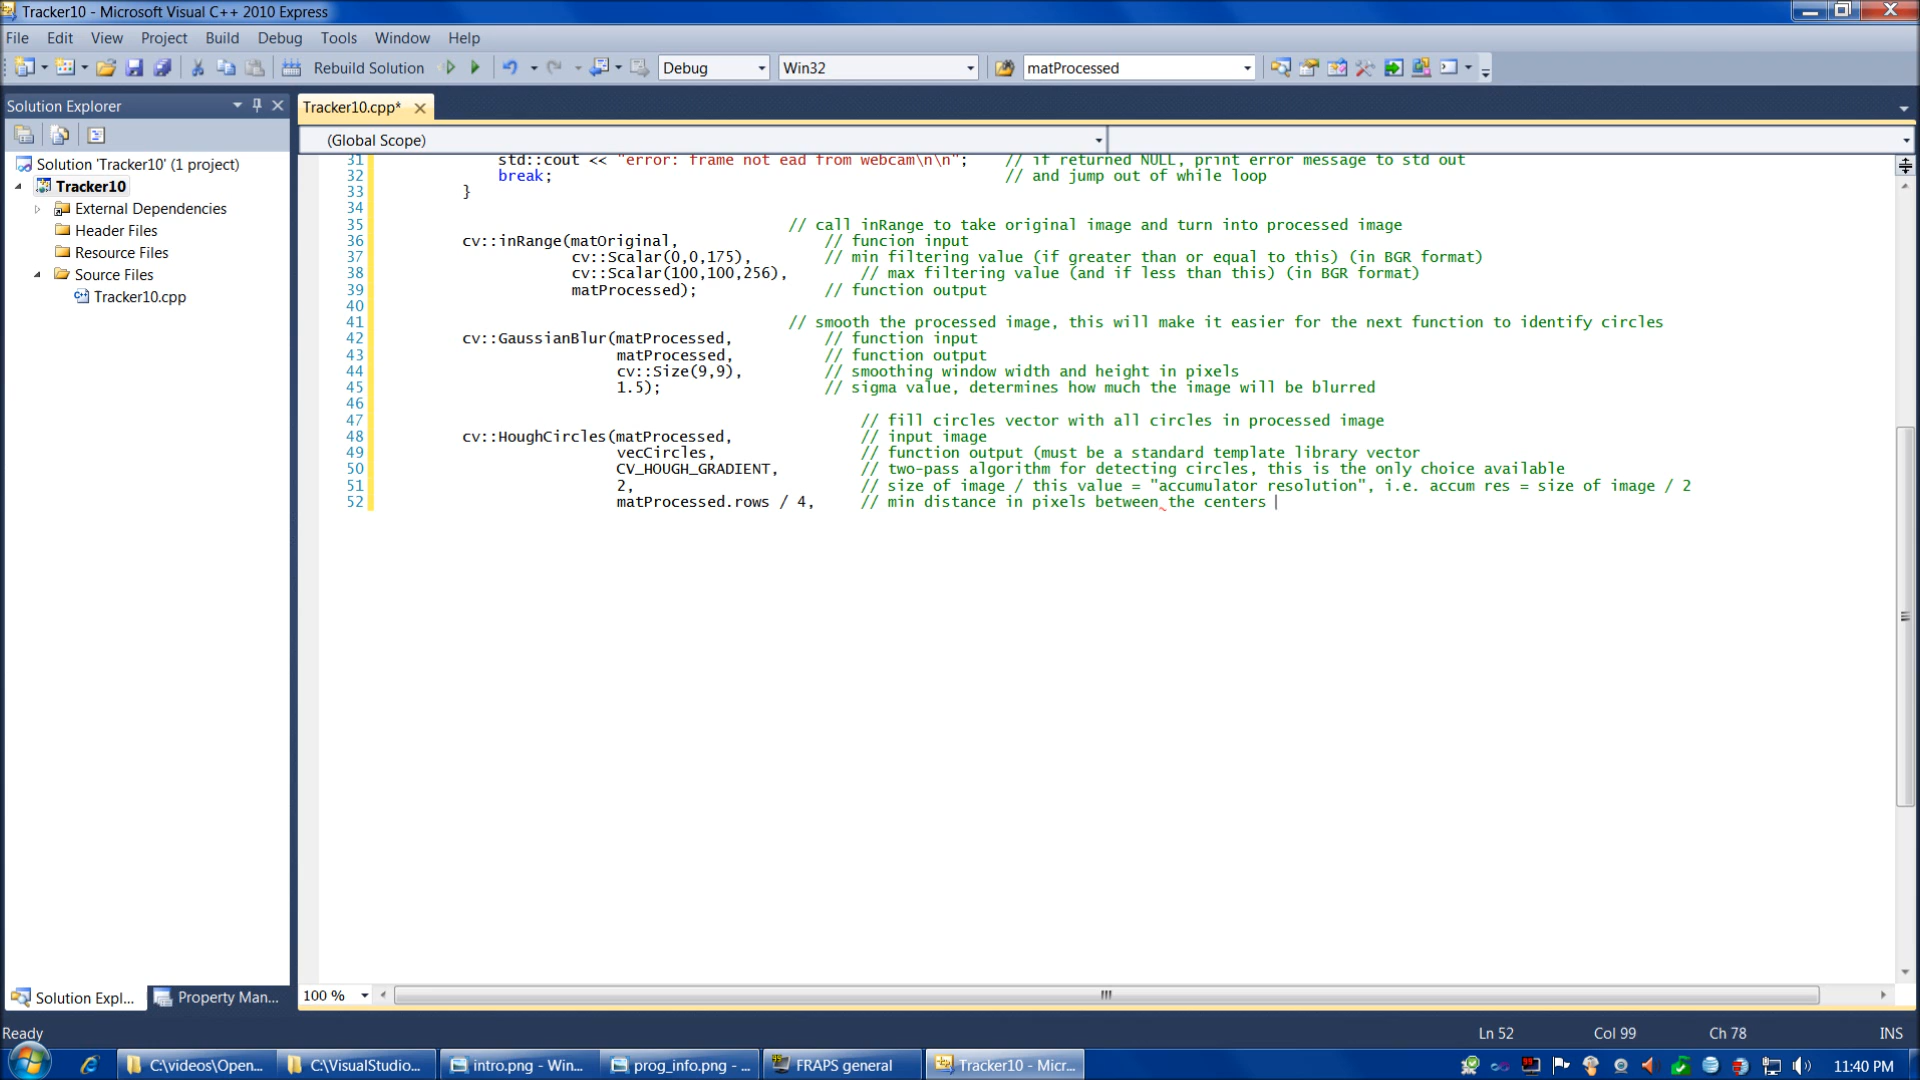 Tracker10 - Microsoft Visual C++ 2010 Express
File Edit View Project Build Debug Tools Window Help
Rebuild Solution Debug Win32 matProcessed
Solution Explorer
Tracker10.cpp*
(Global Scope)
Solution 'Tracker10' (1 project)
Tracker10
External Dependencies
Header Files
Resource Files
Source Files
Tracker10.cpp
31 std::cout << "error: frame not ead from webcam\n\n"; // if returned NULL, print error message to std out
32 break; // and jump out of while loop
33 }
34
35 // call inRange to take original image and turn into processed image
36 cv::inRange(matOriginal, // funcion input
37 cv::Scalar(0,0,175), // min filtering value (if greater than or equal to this) (in BGR format)
38 cv::Scalar(100,100,256), // max filtering value (and if less than this) (in BGR format)
39 matProcessed); // function output
40
41 // smooth the processed image, this will make it easier for the next function to identify circles
42 cv::GaussianBlur(matProcessed, // function input
43 matProcessed, // function output
44 cv::Size(9,9), // smoothing window width and height in pixels
45 1.5); // sigma value, determines how much the image will be blurred
46
47 // fill circles vector with all circles in processed image
48 cv::HoughCircles(matProcessed, // input image
49 vecCircles, // function output (must be a standard template library vector
50 CV_HOUGH_GRADIENT, // two-pass algorithm for detecting circles, this is the only choice available
51 2, // size of image / this value = "accumulator resolution", i.e. accum res = size of image / 2
52 matProcessed.rows / 4, // min distance in pixels between the centers
100 %
Solution Expl... Property Man...
Ready Ln 52 Col 99 Ch 78 INS
C:\videos\Open... C:\VisualStudio... intro.png - Win... prog_info.png - ... FRAPS general Tracker10 - Micr... 11:40 PM